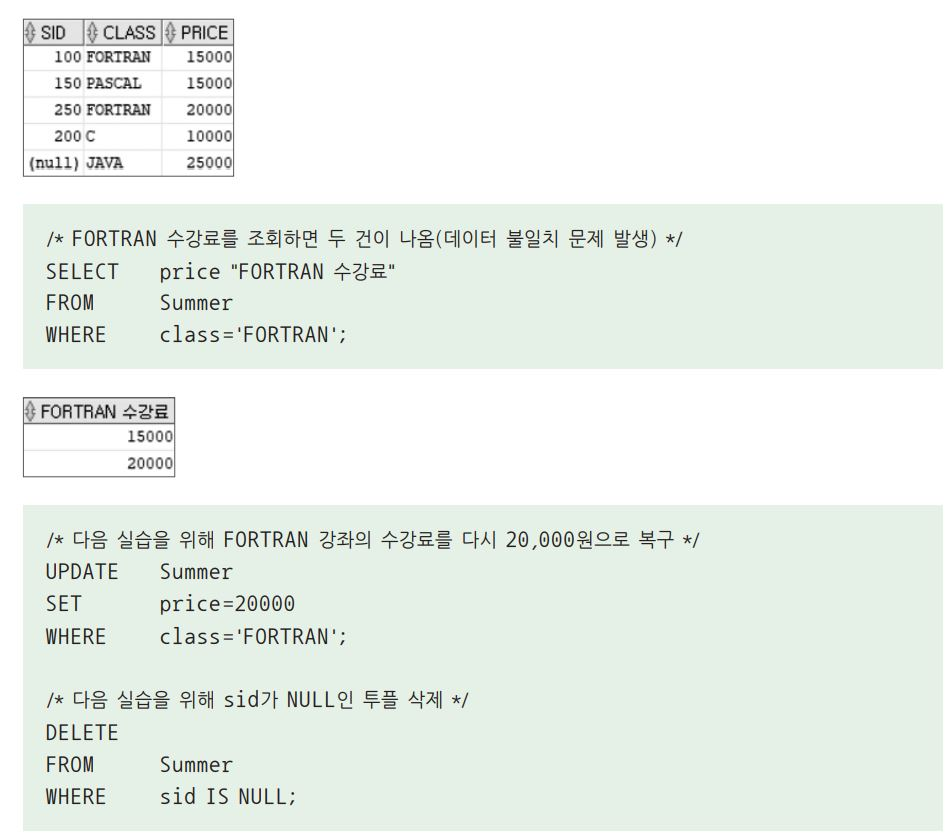 SID CLASS PRICE
100 FORTRAN 15000
150 PASCAL 15000
250 FORTRAN 20000
200 C 10000
(null) JAVA 25000
/* FORTRAN 수강료를 조회하면 두 건이 나옴(데이터 불일치 문제 발생) */
SELECT price "FORTRAN 수강료"
FROM Summer
WHERE class='FORTRAN';
FORTRAN 수강료
15000
20000
/* 다음 실습을 위해 FORTRAN 강좌의 수강료를 다시 20,000원으로 복구 */
UPDATE Summer
SET price=20000
WHERE class='FORTRAN';
/* 다음 실습을 위해 sid가 NULL인 투플 삭제 */
DELETE
FROM Summer
WHERE sid IS NULL;